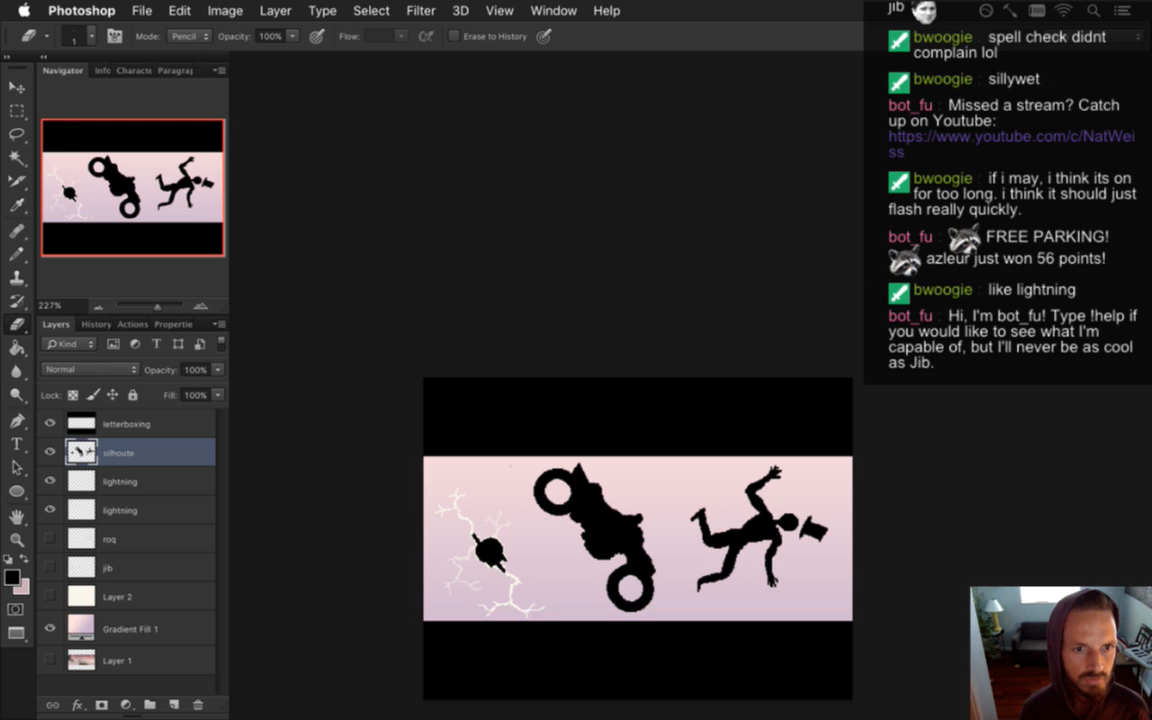 Photoshop File Edit Image Layer Type Select Filter 3D View Window Help
1 Mode: Pencil Opacity: 100% Flow: Erase to History
Navigator Info Characte Paragraph
227%
Layers History Actions Propertie
Kind
Normal Opacity: 100%
Lock: Fill: 100%
letterboxing
silhoute
lightning
lightning
roq
jib
Layer 2
Gradient Fill 1
Layer 1
fx
jib
bwoogie : spell check didnt
complain lol
bwoogie : sillywet
bot_fu : Missed a stream? Catch
up on Youtube:
https://www.youtube.com/c/NatWei
ss
bwoogie : if i may, i think its on
for too long. i think it should just
flash really quickly.
bot_fu : FREE PARKING!
azleur just won 56 points!
bwoogie : like lightning
bot_fu : Hi, I'm bot_fu! Type !help if
you would like to see what I'm
capable of, but I'll never be as cool
as Jib.